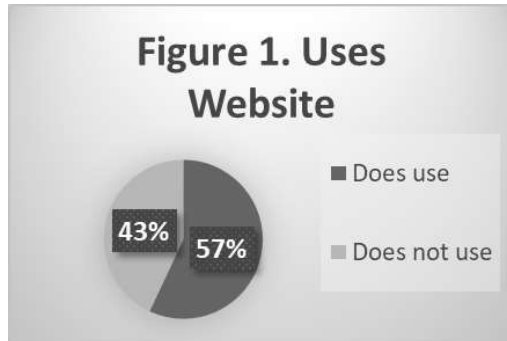 Figure 1. Uses
Website
43%
57%
Does use
Does not use